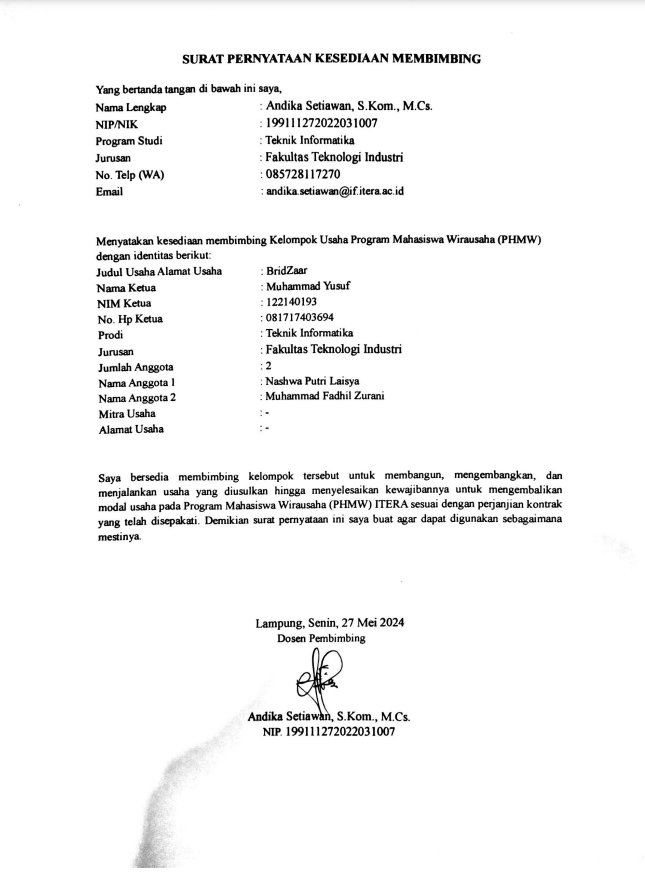 SURAT PERNYATAAN KESEDIAAN MEMBIMBING
Yang bertanda tangan di bawah ini saya,
Nama Lengkap : Andika Setiawan, S.Kom., M.Cs.
NIP/NIK : 199111272022031007
Program Studi : Teknik Informatika
Jurusan : Fakultas Teknologi Industri
No. Telp (WA) : 085728117270
Email : andika.setiawan@if.itera.ac.id
Menyatakan kesediaan membimbing Kelompok Usaha Program Mahasiswa Wirausaha (PHMW)
dengan identitas berikut:
Judul Usaha Alamat Usaha : BridZaar
Nama Ketua : Muhammad Yusuf
NIM Ketua : 122140193
No. Hp Ketua : 081717403694
Prodi : Teknik Informatika
Jurusan : Fakultas Teknologi Industri
Jumlah Anggota : 2
Nama Anggota 1 : Nashwa Putri Laisya
Nama Anggota 2 : Muhammad Fadhil Zurani
Mitra Usaha : -
Alamat Usaha : -
Saya bersedia membimbing kelompok tersebut untuk membangun, mengembangkan, dan
menjalankan usaha yang diusulkan hingga menyelesaikan kewajibannya untuk mengembalikan
modal usaha pada Program Mahasiswa Wirausaha (PHMW) ITERA sesuai dengan perjanjian kontrak
yang telah disepakati. Demikian surat pernyataan ini saya buat agar dapat digunakan sebagaimana
mestinya.
Lampung, Senin, 27 Mei 2024
Dosen Pembimbing
Andika Setiawan, S.Kom., M.Cs.
NIP. 199111272022031007